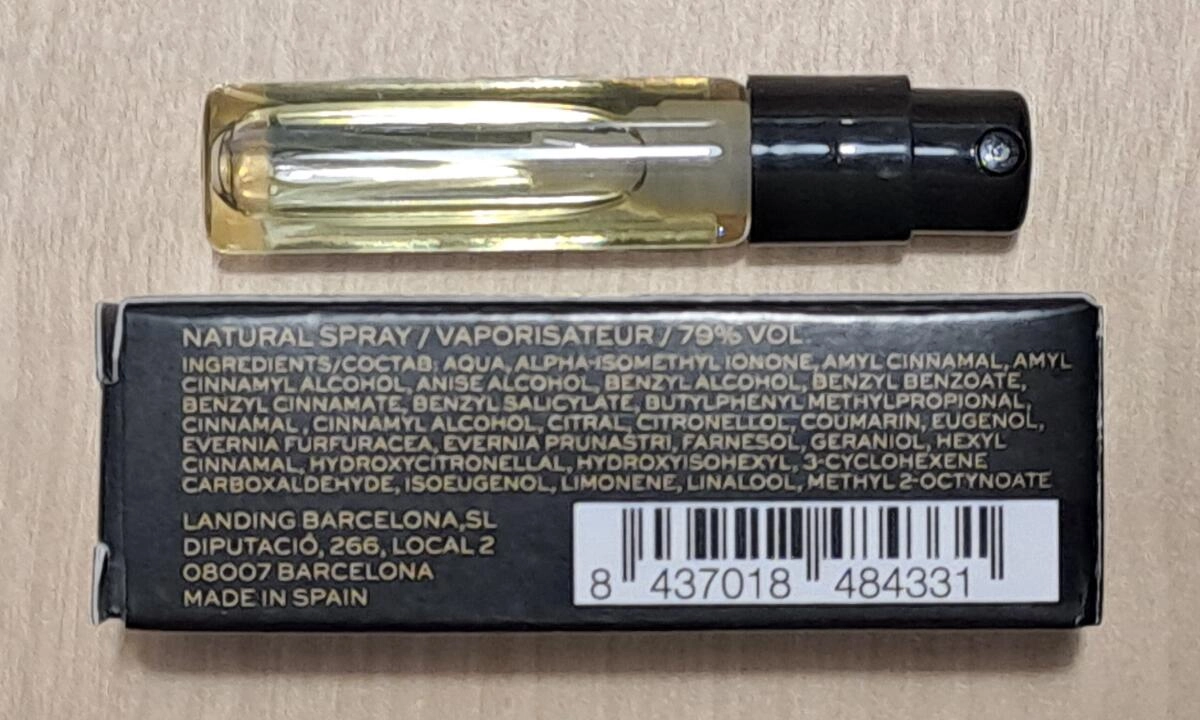 NATURAL SPRAY / VAPORISATEUR / 79% VOL.
INGREDIENTS/COCTAB: AQUA, ALPHA-ISOMETHYL IONONE, AMYL CINNAMAL, AMYL
CINNAMYL ALCOHOL, ANISE ALCOHOL, BENZYL ALCOHOL, BENZYL BENZOATE,
BENZYL CINNAMATE, BENZYL SALICYLATE, BUTYLPHENYL METHYLPROPIONAL,
CINNAMAL, CINNAMYL ALCOHOL, CITRAL, CITRONELLOL, COUMARIN, EUGENOL,
EVERNIA FURFURACEA, EVERNIA PRUNASTRI, FARNESOL, GERANIOL, HEXYL
CINNAMAL, HYDROXYCITRONELLAL, HYDROXYISOHEXYL, 3-CYCLOHEXENE
CARBOXALDEHYDE, ISOEUGENOL, LIMONENE, LINALOOL, METHYL 2-OCTYNOATE
LANDING BARCELONA,SL
DIPUTACIÓ, 266, LOCAL 2
08007 BARCELONA
MADE IN SPAIN
8 437018 484331